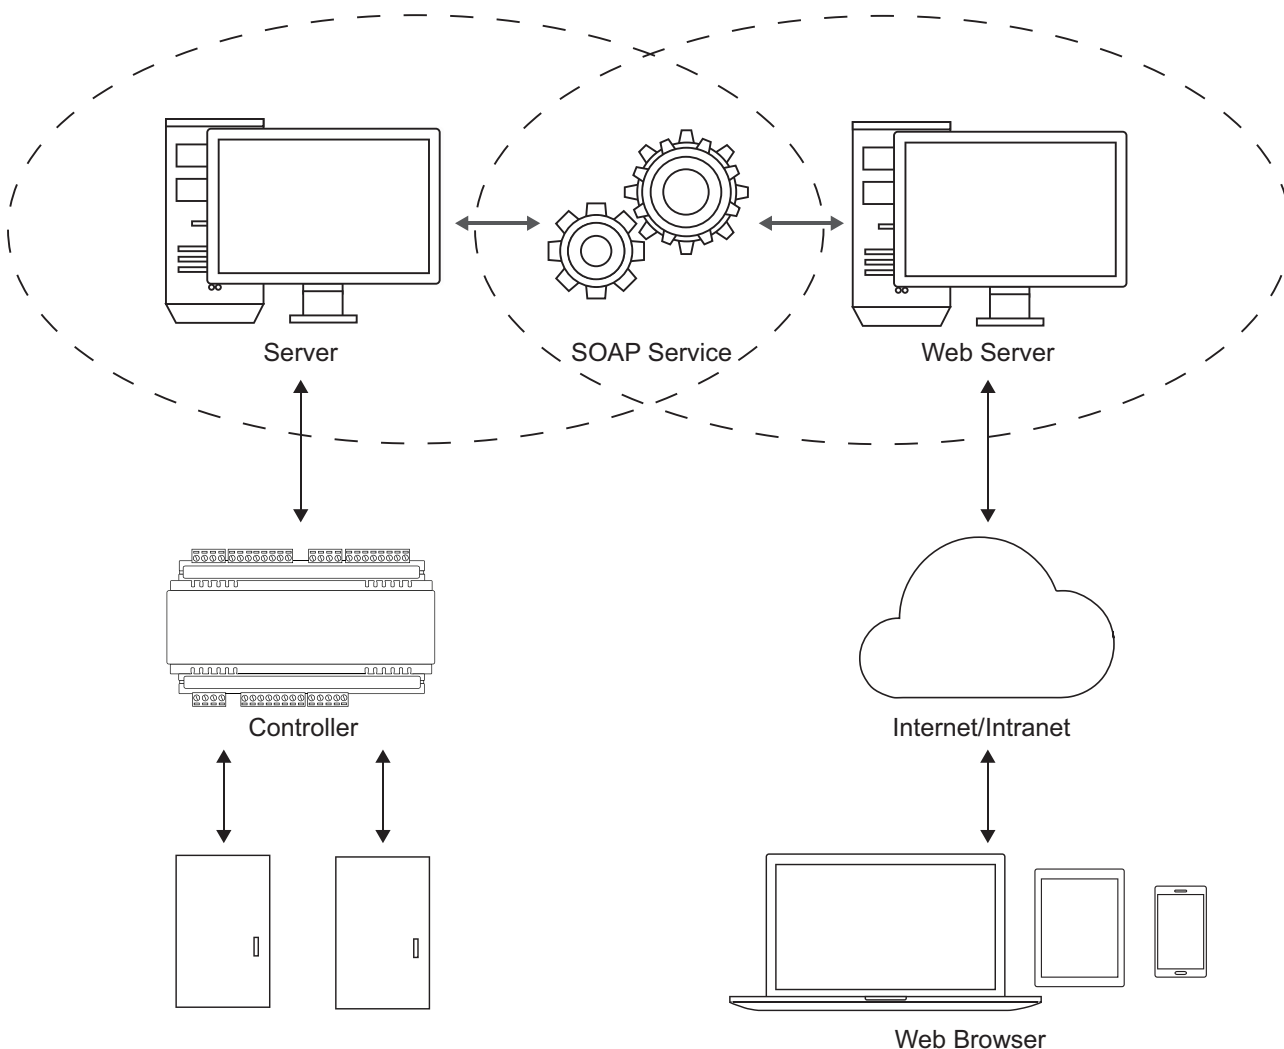 Server
SOAP Service
Web Server
Controller
Internet/Intranet
Web Browser